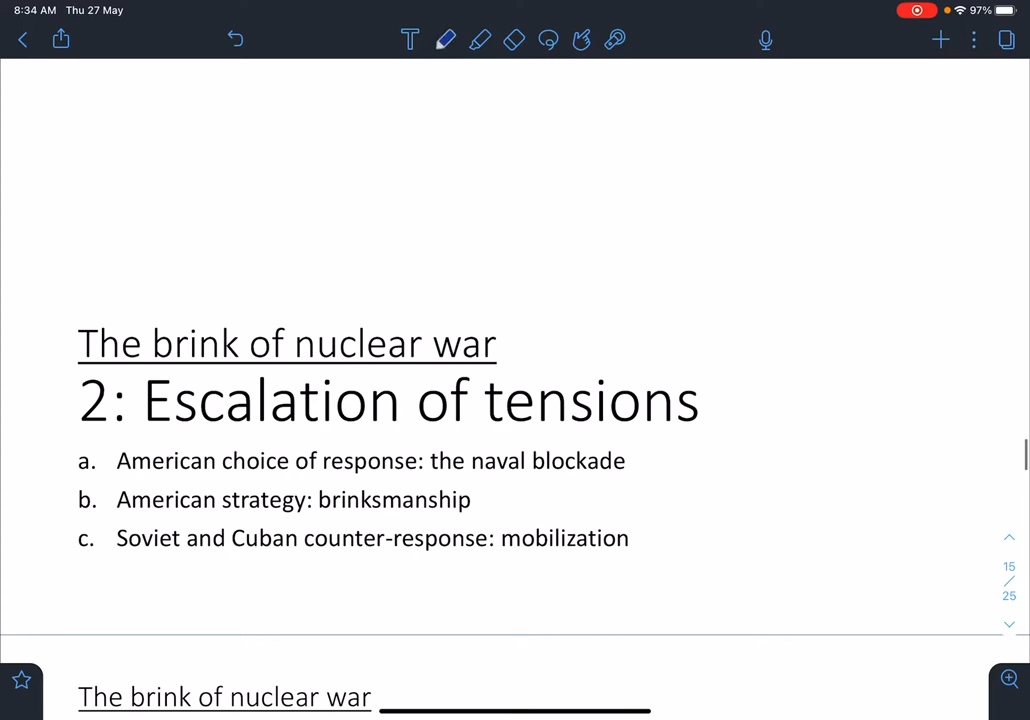 8:34 AM Thu 27 May
97%
The brink of nuclear war
2: Escalation of tensions
a. American choice of response: the naval blockade
b. American strategy: brinksmanship
c. Soviet and Cuban counter-response: mobilization
15
/
25
The brink of nuclear war